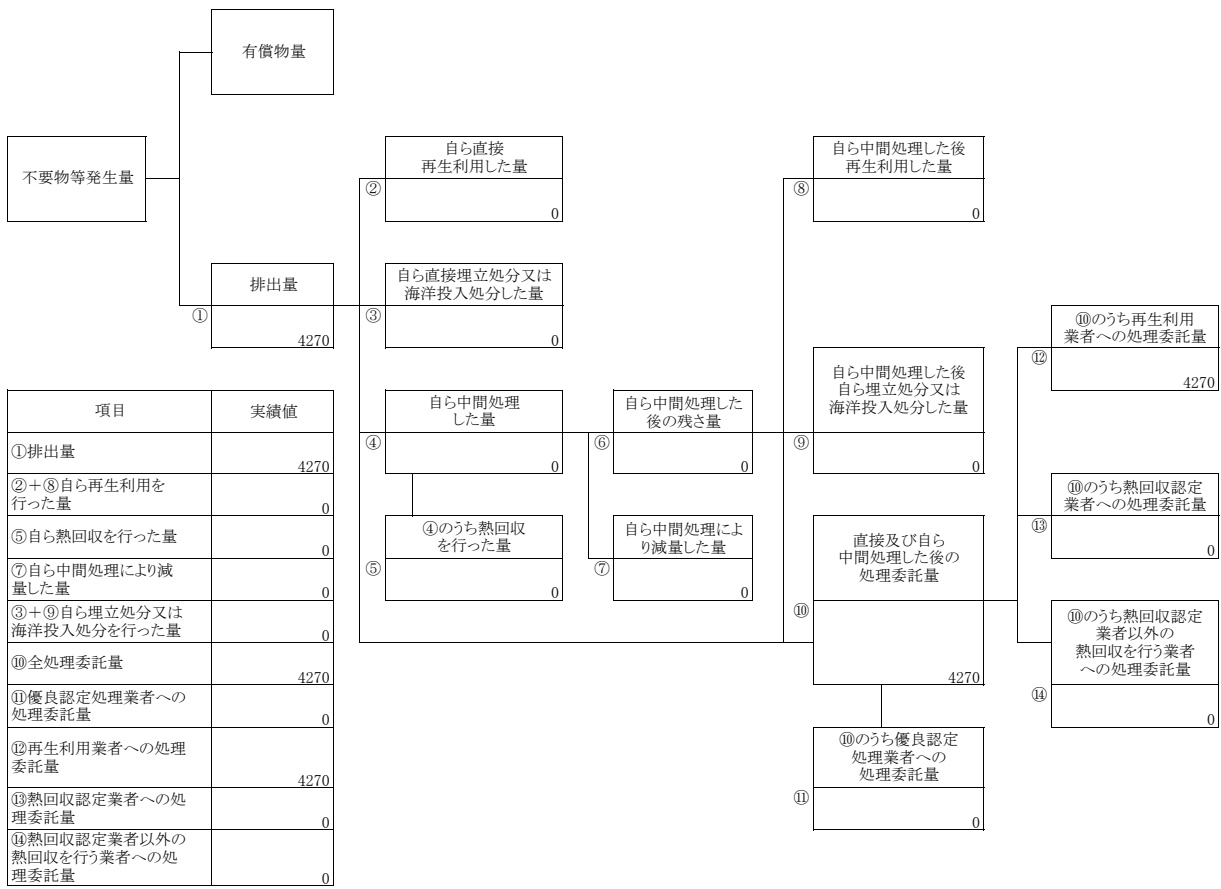 有償物量
不要物等発生量
排出量
①
4270
自ら直接
再生利用した量
②
0
自ら直接埋立処分又は
海洋投入処分した量
③
0
自ら中間処理
した量
④
0
④のうち熱回収
を行った量
⑤
0
自ら中間処理した
後の残さ量
⑥
0
自ら中間処理によ
り減量した量
⑦
0
自ら中間処理した後
再生利用した量
⑧
0
自ら中間処理した後
自ら埋立処分又は
海洋投入処分した量
⑨
0
直接及び自ら
中間処理した後の
処理委託量
⑩
4270
⑩のうち優良認定
処理業者への
処理委託量
⑪
0
⑩のうち再生利用
業者への処理委託量
⑫
4270
⑩のうち熱回収認定
業者への処理委託量
⑬
0
⑩のうち熱回収認定
業者以外の
熱回収を行う業者
への処理委託量
⑭
0
項目 実績値
①排出量
4270
②+⑧自ら再生利用を
行った量
0
⑤自ら熱回収を行った量
0
⑦自ら中間処理により減
量した量
0
③+⑨自ら埋立処分又は
海洋投入処分を行った量
0
⑩全処理委託量
4270
⑪優良認定処理業者への
処理委託量
0
⑫再生利用業者への処理
委託量
4270
⑬熱回収認定業者への処
理委託量
0
⑭熱回収認定業者以外の
熱回収を行う業者への処
理委託量
0